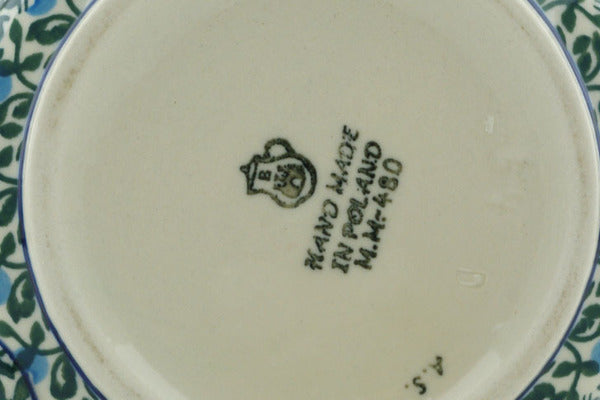 B
HAND MADE
IN POLAND
M.M.-480
A.S.